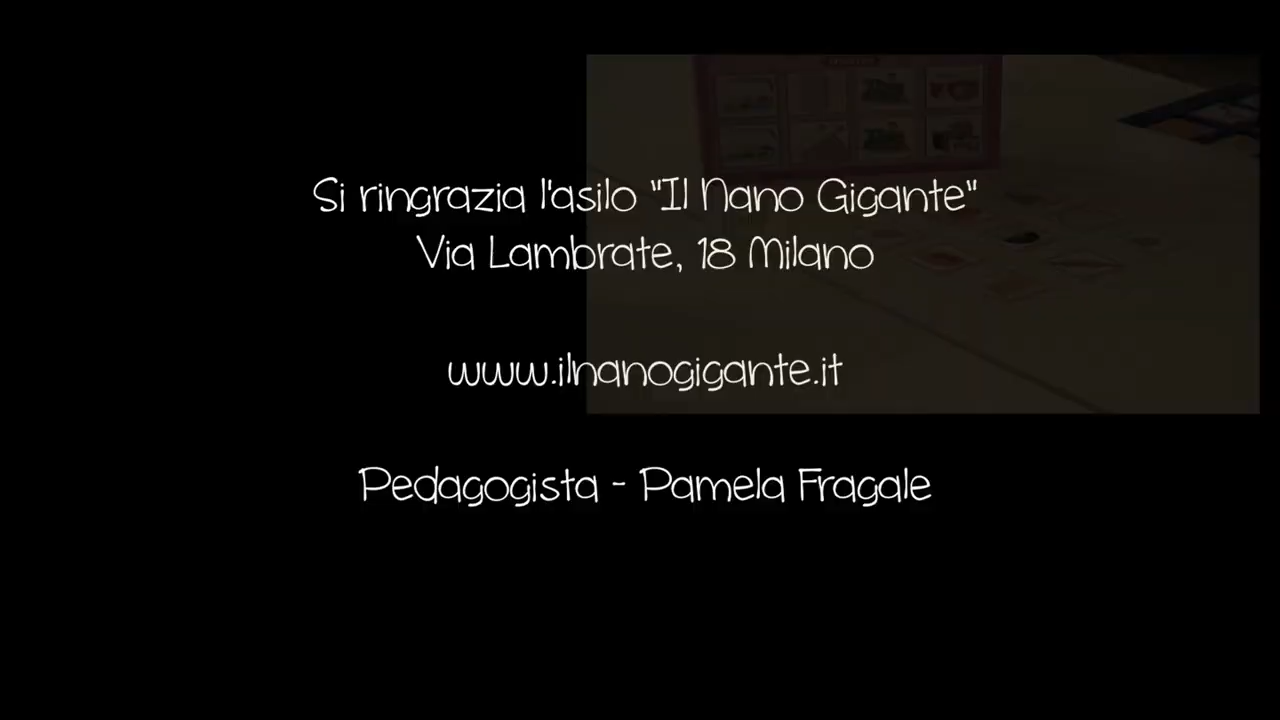 Si ringrazia l'asilo "Il Nano Gigante"
Via Lambrate, 18 Milano
www.ilnanogigante.it
Pedagogista - Pamela Fragale